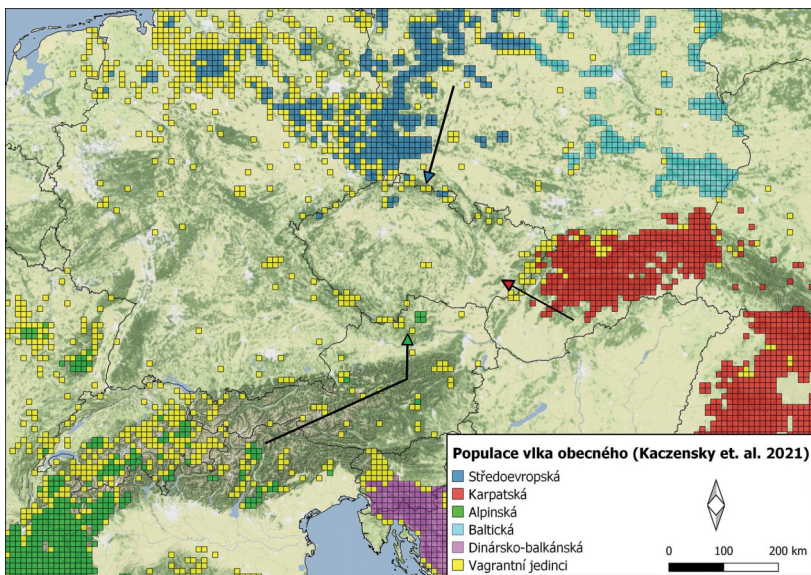 Populace vlka obecného (Kaczensky et. al. 2021)
Středoevropská
Karpatská
Alpinská
Baltická
Dinársko-balkánská
Vagrantní jedinci
0 100 200 km